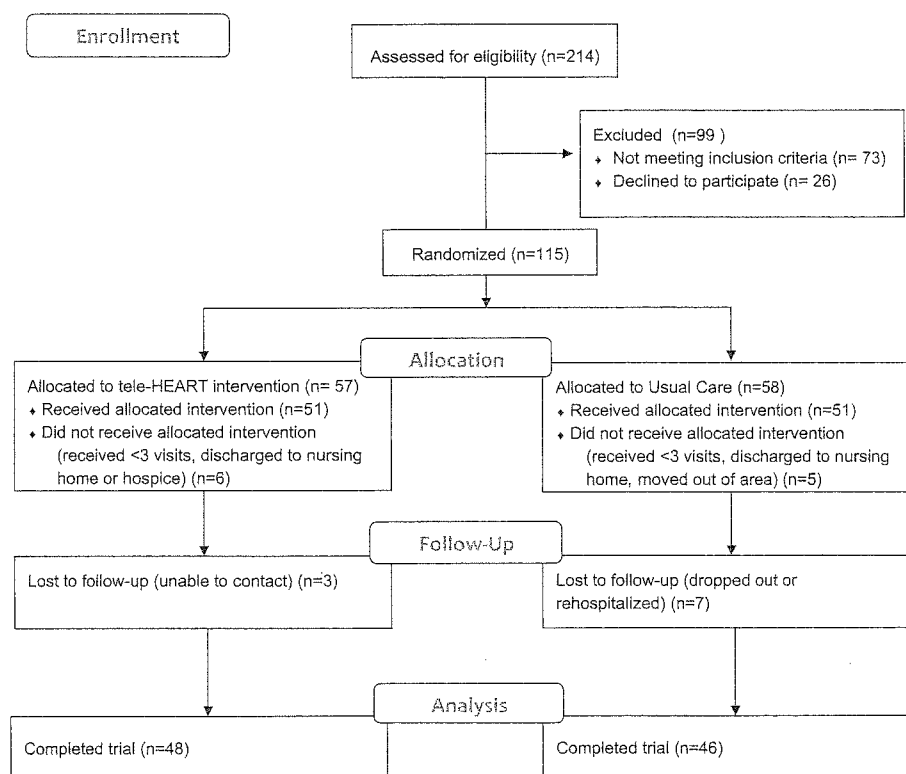 Enrollment
Assessed for eligibility (n=214)
Excluded (n=99 )
♦ Not meeting inclusion criteria (n= 73)
♦ Declined to participate (n= 26)
Randomized (n=115)
Allocation
Allocated to tele-HEART intervention (n= 57)
♦ Received allocated intervention (n=51)
♦ Did not receive allocated intervention
(received <3 visits, discharged to nursing
home or hospice) (n=6)
Allocated to Usual Care (n=58)
♦ Received allocated intervention (n=51)
♦ Did not receive allocated intervention
(received <3 visits, discharged to nursing
home, moved out of area) (n=5)
Follow-Up
Lost to follow-up (unable to contact) (n=3)
Lost to follow-up (dropped out or
rehospitalized) (n=7)
Analysis
Completed trial (n=48)
Completed trial (n=46)